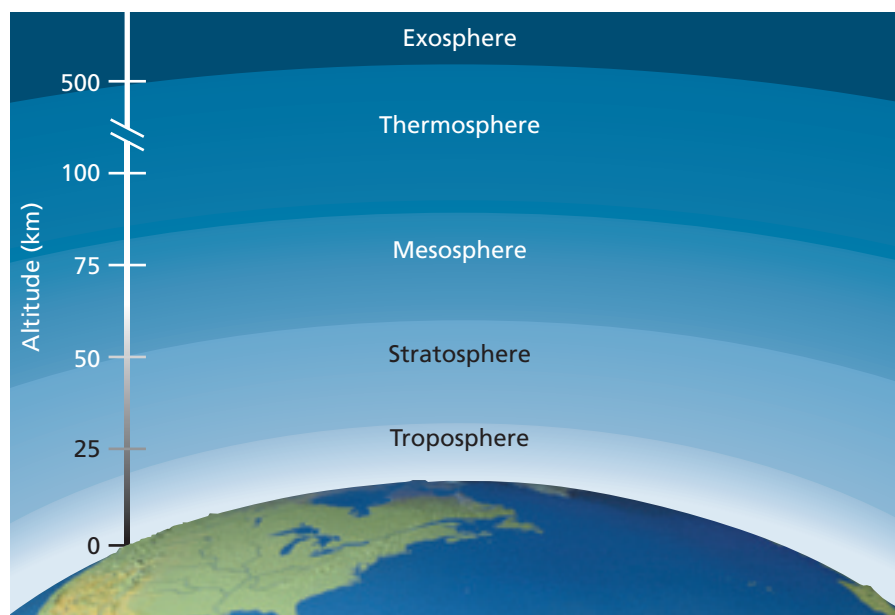 Exosphere
500
Thermosphere
100
Mesosphere
75
Stratosphere
50
Troposphere
25
0
Altitude (km)